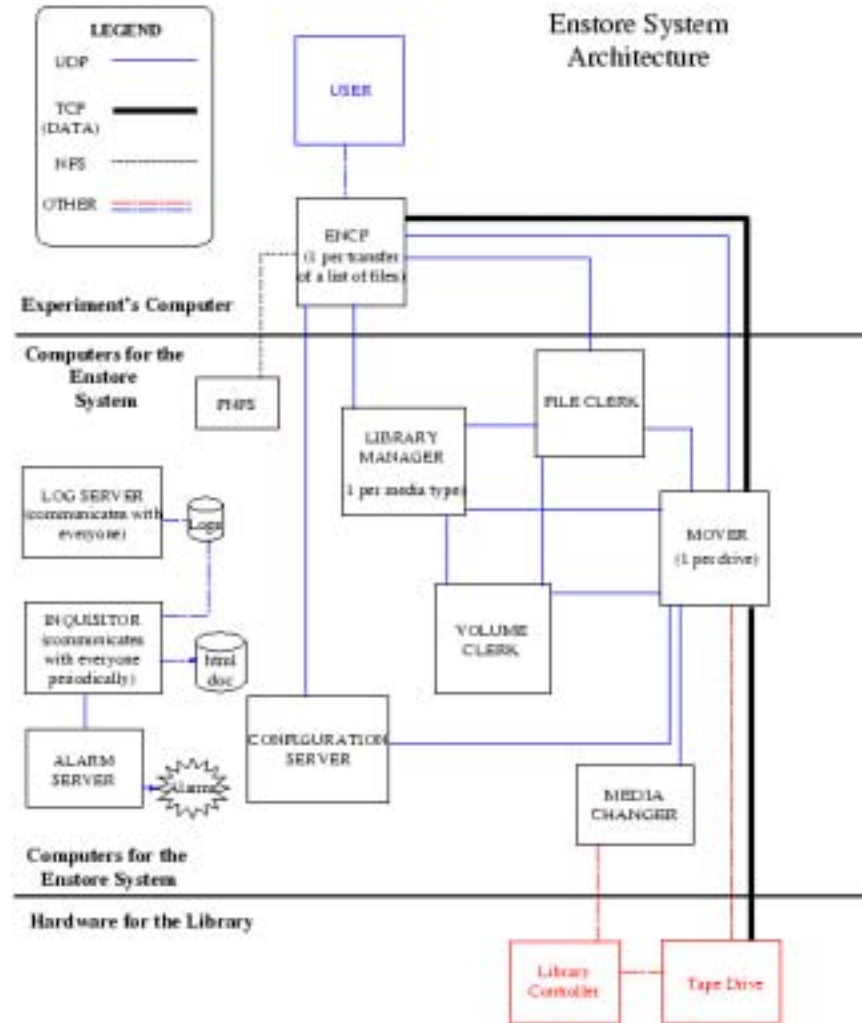 Enstore System
Architecture
LEGEND
UDP
TCP
(DATA)
NFS
OTHER
USER
ENCP
(1 per transfer
of a list of files)
Experiment's Computer
Computers for the
Enstore
System
PNFS
FILE CLERK
LIBRARY
MANAGER
1 per media type)
LOG SERVER
(communicates with
everyone)
Logs
MOVER
(1 per drive)
INQUISITOR
(communicates
with everyone
periodically)
html
doc
VOLUME
CLERK
CONFIGURATION
SERVER
ALARM
SERVER
Alarms
MEDIA
CHANGER
Computers for the
Enstore System
Hardware for the Library
Library
Controller
Tape Drive